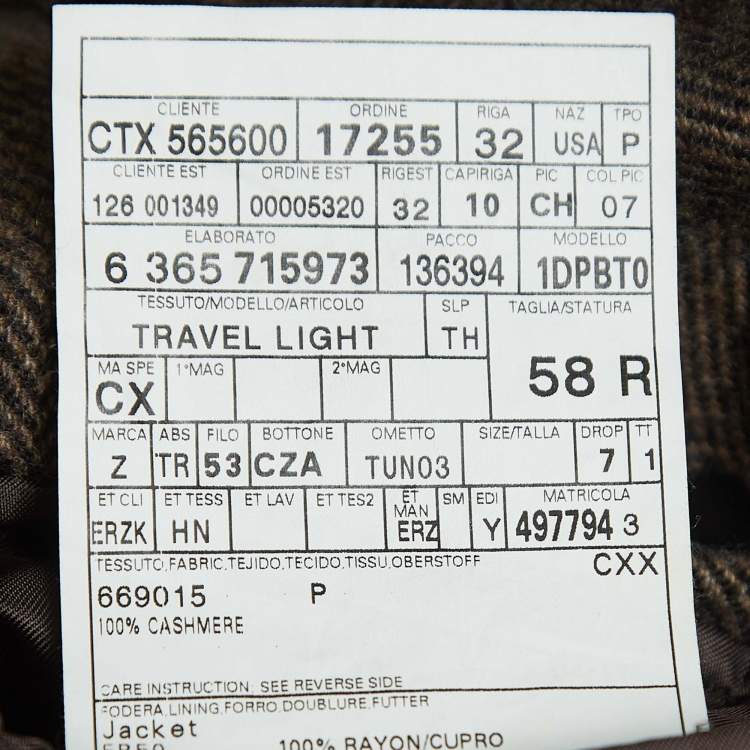 CLIENTE ORDINE RIGA NAZ TPO
CTX 565600 17255 32 USA P
CLIENTE EST ORDINE EST RIGEST CAPIRIGA PIC COL PIC
126 001349 00005320 32 10 CH 07
ELABORATO PACCO MODELLO
6 365 715973 136394 1DPBT0
TESSUTO/MODELLO/ARTICOLO SLP TAGLIA/STATURA
TRAVEL LIGHT TH 58 R
MA SPE 1°MAG 2°MAG
CX
MARCA ABS FILO BOTTONE OMETTO SIZE/TALLA DROP TT
Z TR 53 CZA TUN03 7 1
ET CLI ET TESS ET LAV ET TES2 ET MAN SM EDI MATRICOLA
ERZK HN ERZ Y 497794 3
TESSUTO,FABRIC,TEJIDO,TECIDO,TISSU,OBERSTOFF CXX
669015 P
100% CASHMERE
CARE INSTRUCTION: SEE REVERSE SIDE
FODERA,LINING,FORRO,DOUBLURE,FUTTER
Jacket
100% RAYON/CUPRO